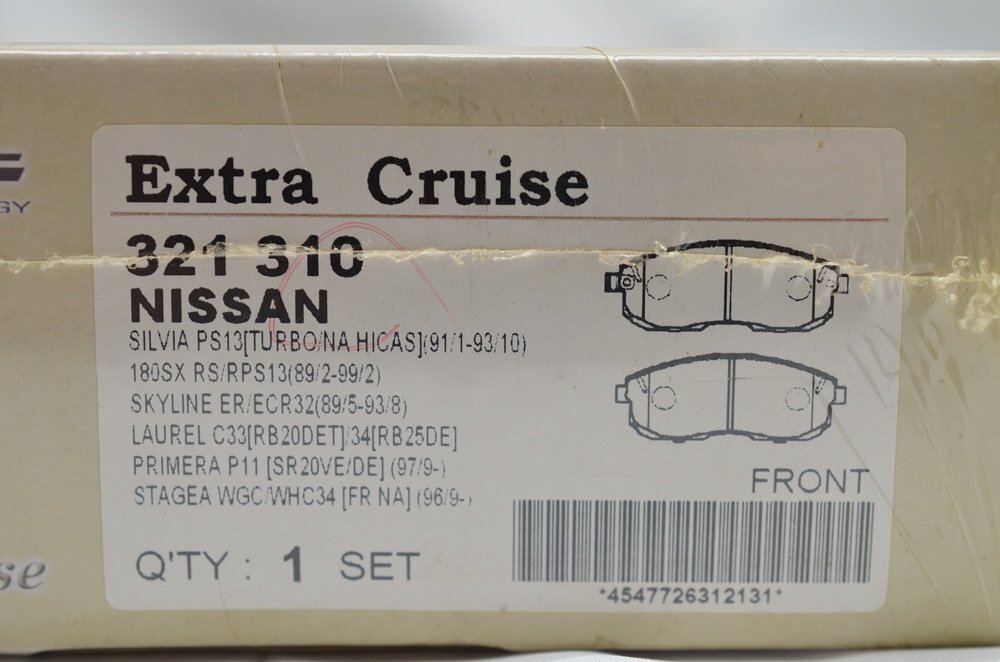 Extra Cruise
321 310
NISSAN
SILVIA PS13[TURBO/NA HICAS](91/1-93/10)
180SX RS/RPS13(89/2-99/2)
SKYLINE ER/ECR32(89/5-93/8)
LAUREL C33[RB20DET]/34[RB25DE]
PRIMERA P11 [SR20VE/DE] (97/9-)
STAGEA WGC/WHC34 [FR NA] (96/9-)
FRONT
Q'TY : 1 SET
*4547726312131*
GY
se